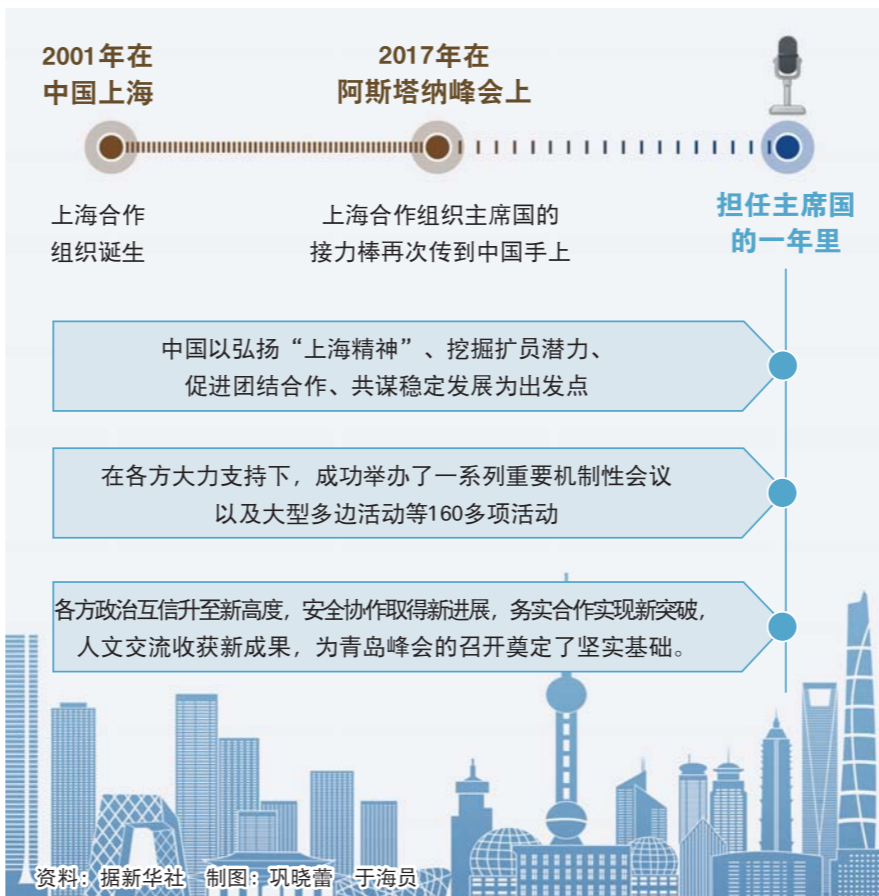 2001年在
中国上海
2017年在
阿斯塔纳峰会上
上海合作
组织诞生
上海合作组织主席国的
接力棒再次传到中国手上
担任主席国
的一年里
中国以弘扬“上海精神”、挖掘扩员潜力、
促进团结合作、共谋稳定发展为出发点
在各方大力支持下，成功举办了一系列重要机制性会议
以及大型多边活动等160多项活动
各方政治互信升至新高度，安全协作取得新进展，务实合作实现新突破，
人文交流收获新成果，为青岛峰会的召开奠定了坚实基础。
资料：据新华社 制图：巩晓蕾 于海员